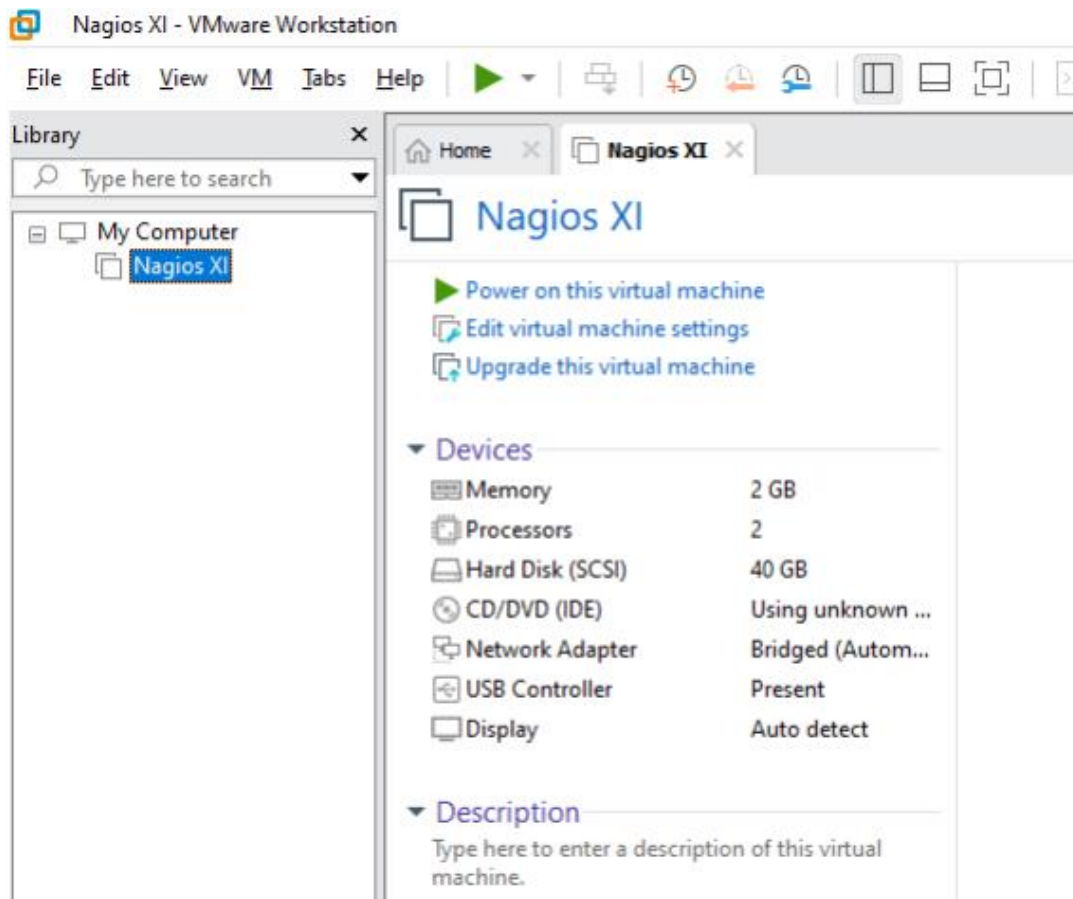 Nagios XI - VMware Workstation
File Edit View VM Tabs Help
Library
Type here to search
My Computer
Nagios XI
Home
Nagios XI
Nagios XI
Power on this virtual machine
Edit virtual machine settings
Upgrade this virtual machine
Devices
Memory 2 GB
Processors 2
Hard Disk (SCSI) 40 GB
CD/DVD (IDE) Using unknown ...
Network Adapter Bridged (Autom...
USB Controller Present
Display Auto detect
Description
Type here to enter a description of this virtual
machine.